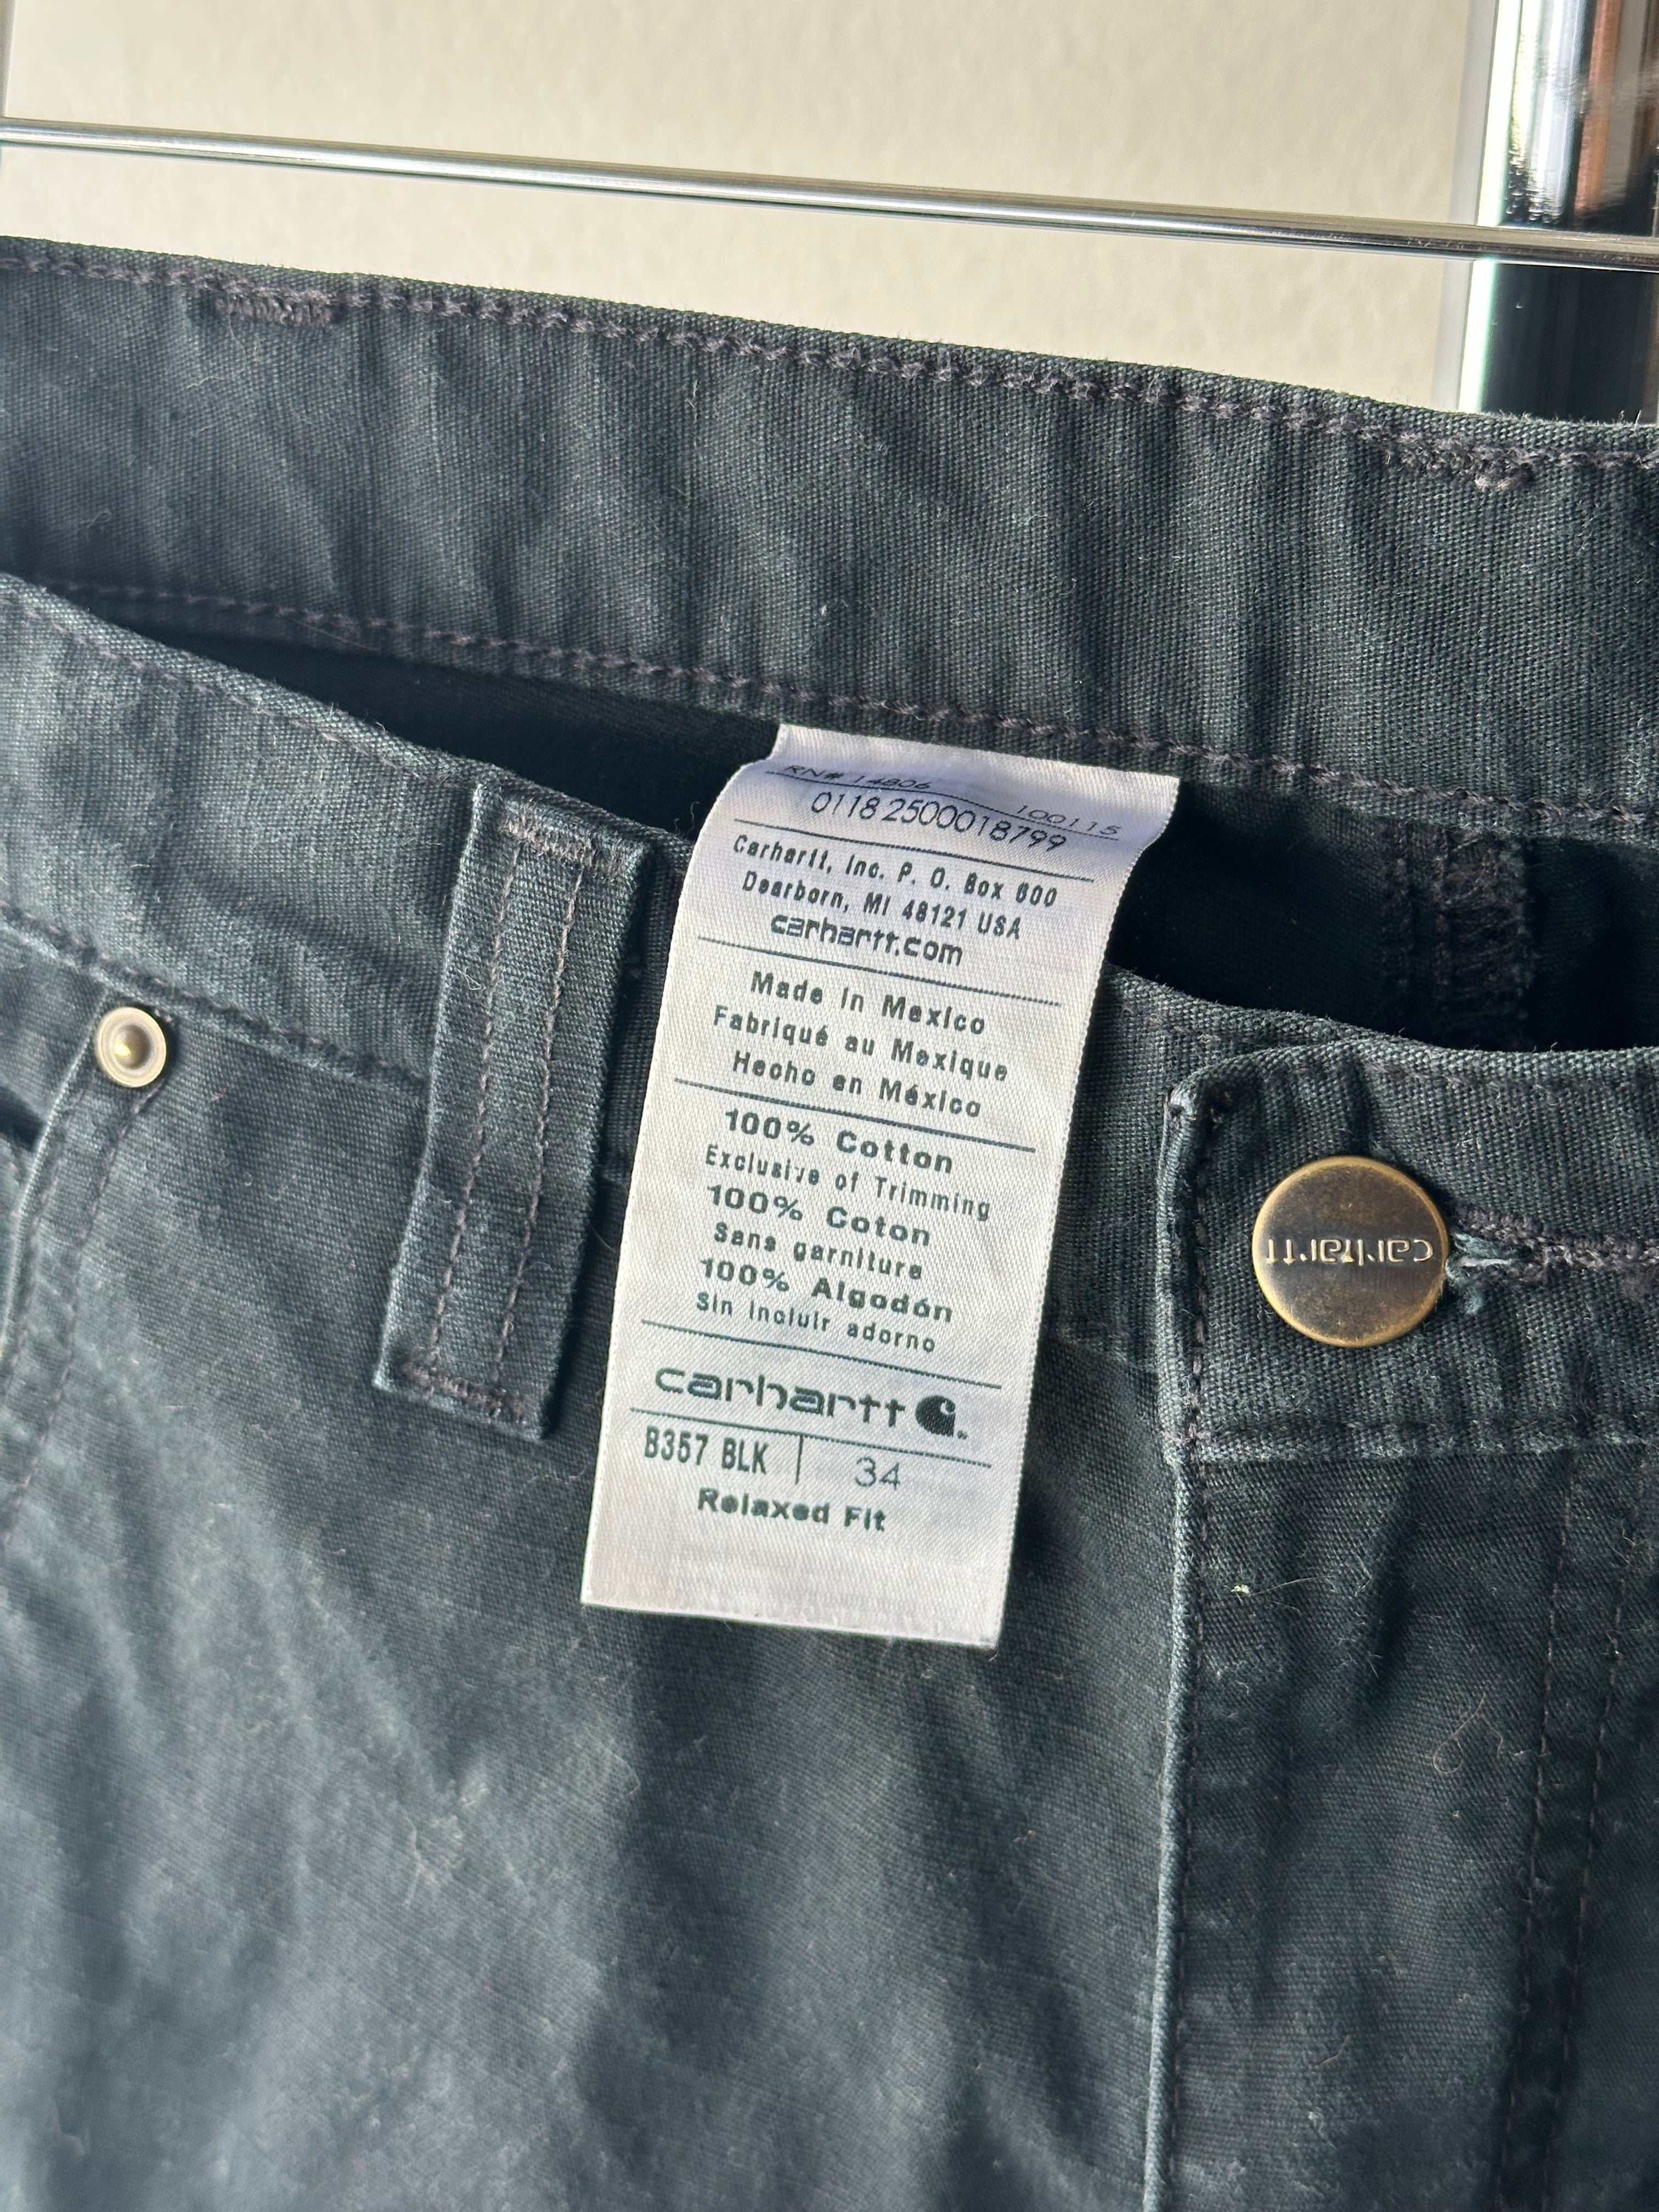 RN# 14806 100115
0118 2500018799
Carhartt, Inc. P. O. Box 600
Dearborn, MI 48121 USA
carhartt.com
Made in Mexico
Fabriqué au Mexique
Hecho en México
100% Cotton
Exclusive of Trimming
100% Coton
Sans garniture
100% Algodón
Sin incluir adorno
carhartt
B357 BLK 34
Relaxed Fit
carhartt